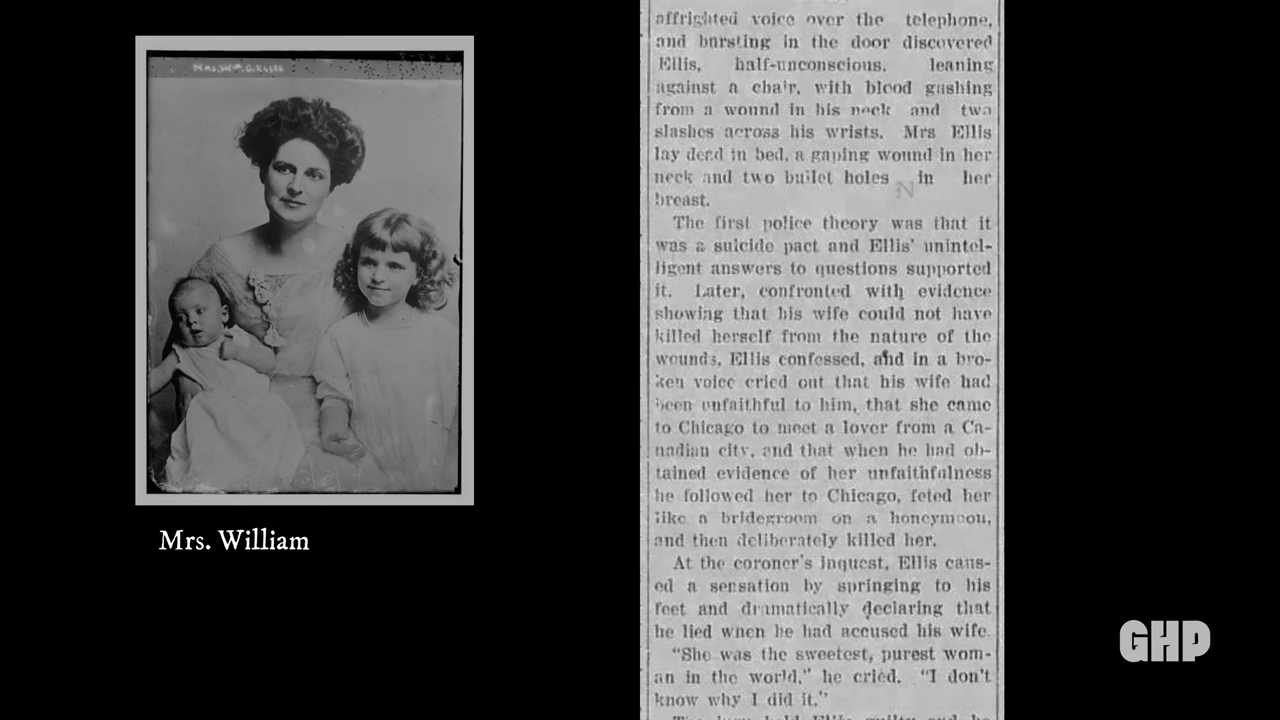 Mrs. Wm. G. Ellis
Mrs. William
affrighted voice over the telephone,
and bursting in the door discovered
Ellis, half-unconscious, leaning
against a chair, with blood gushing
from a wound in his neck and two
slashes across his wrists. Mrs Ellis
lay dead in bed, a gaping wound in her
neck and two bullet holes in her
breast.
The first police theory was that it
was a suicide pact and Ellis' unintel-
ligent answers to questions supported
it. Later, confronted with evidence
showing that his wife could not have
killed herself from the nature of the
wounds, Ellis confessed, and in a bro-
ken voice cried out that his wife had
been unfaithful to him, that she came
to Chicago to meet a lover from a Ca-
nadian city, and that when he had ob-
tained evidence of her unfaithfulness
he followed her to Chicago, feted her
like a bridegroom on a honeymoon,
and then deliberately killed her.
At the coroner's inquest, Ellis caus-
ed a sensation by springing to his
feet and dramatically declaring that
he lied when he had accused his wife.
"She was the sweetest, purest wom-
an in the world," he cried. "I don't
know why I did it."
GHP